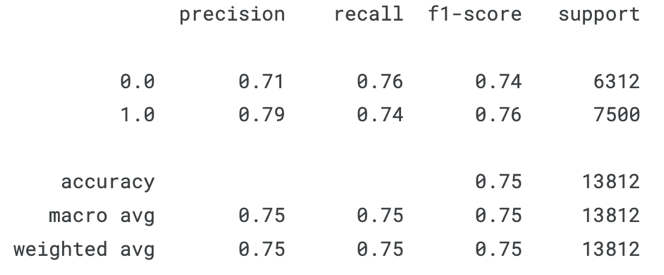 precision recall f1-score support
0.0 0.71 0.76 0.74 6312
1.0 0.79 0.74 0.76 7500
accuracy 0.75 13812
macro avg 0.75 0.75 0.75 13812
weighted avg 0.75 0.75 0.75 13812